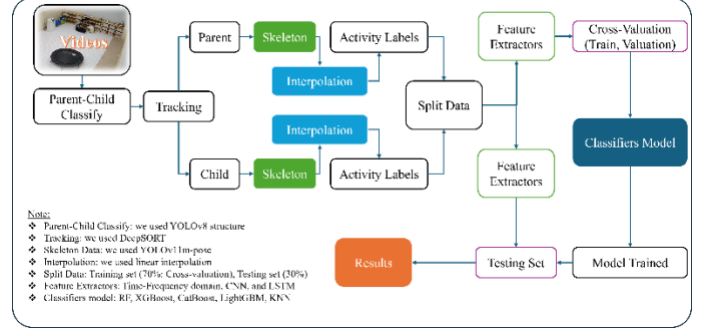 Videos
Parent-Child
Classify
Tracking
Parent
Skeleton
Interpolation
Activity Labels
Child
Skeleton
Interpolation
Activity Labels
Split Data
Feature
Extractors
Cross-Valuation
(Train, Valuation)
Classifiers Model
Feature
Extractors
Model Trained
Testing Set
Results
Note:
❖ Parent-Child Classify: we used YOLOv8 structure
❖ Tracking: we used DeepSORT
❖ Skeleton Data: we used YOLOv11m-pose
❖ Interpolation: we used linear interpolation
❖ Split Data: Training set (70%: Cross-valuation), Testing set (30%)
❖ Feature Extractors: Time-Frequency domain, CNN, and LSTM
❖ Classifiers model: RF, XGBoost, CatBoost, LightGBM, KNN